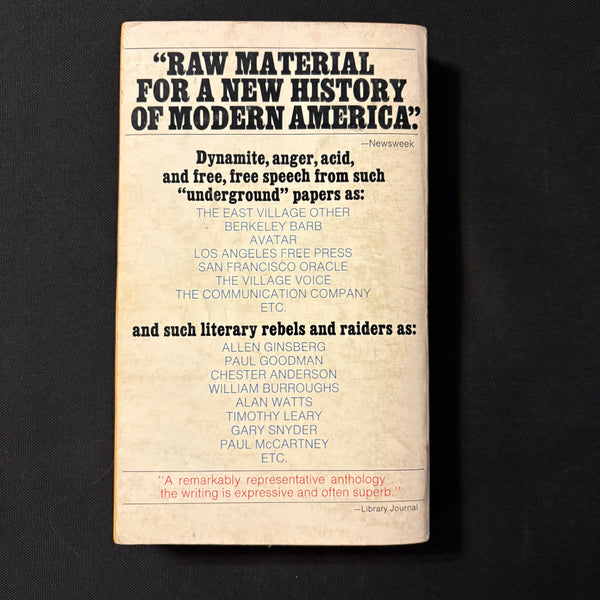 “RAW MATERIAL
FOR A NEW HISTORY
OF MODERN AMERICA.”
—Newsweek
Dynamite, anger, acid,
and free, free speech from such
“underground” papers as:
THE EAST VILLAGE OTHER
BERKELEY BARB
AVATAR
LOS ANGELES FREE PRESS
SAN FRANCISCO ORACLE
THE VILLAGE VOICE
THE COMMUNICATION COMPANY
ETC.
and such literary rebels and raiders as:
ALLEN GINSBERG
PAUL GOODMAN
CHESTER ANDERSON
WILLIAM BURROUGHS
ALAN WATTS
TIMOTHY LEARY
GARY SNYDER
PAUL McCARTNEY
ETC.
"A remarkably representative anthology . . .
the writing is expressive and often superb."
—Library Journal